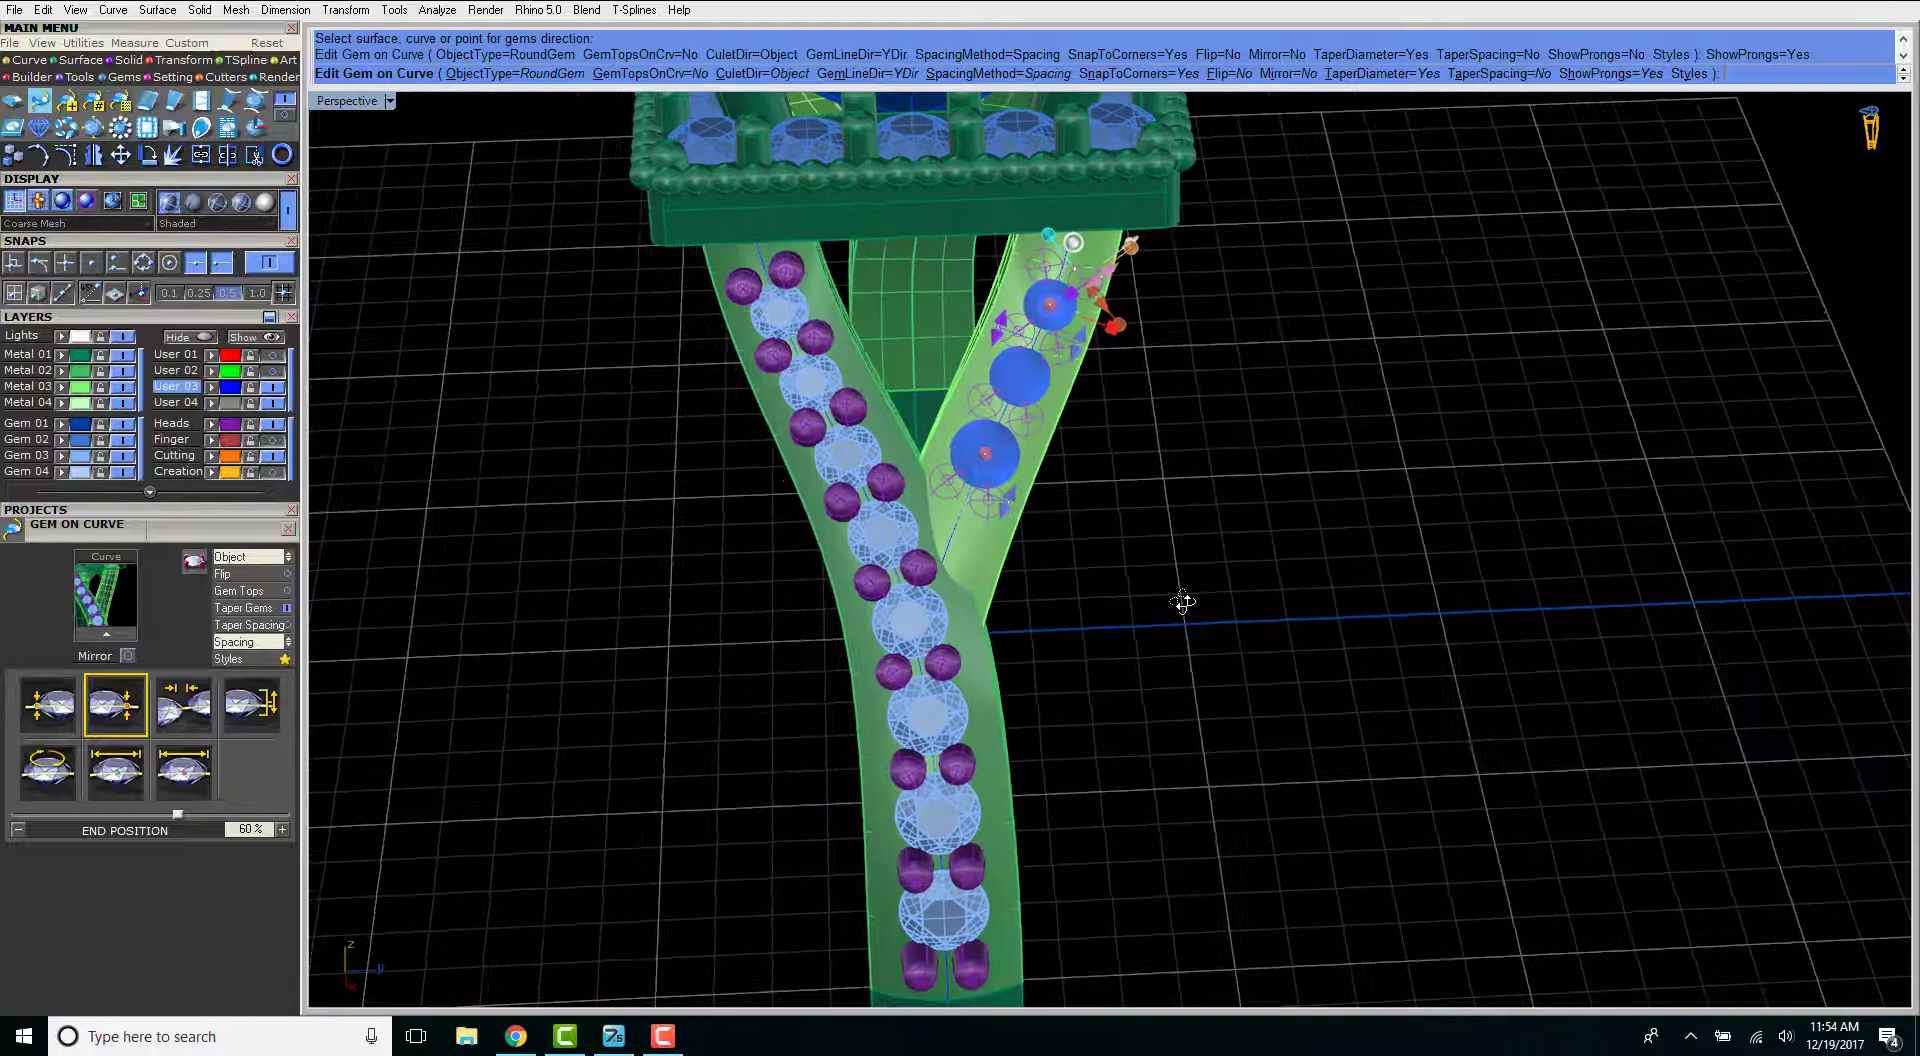 File Edit View Curve Surface Solid Mesh Dimension Transform Tools Analyze Render Rhino 5.0 Blend T-Splines Help
MAIN MENU
File View Utilities Measure Custom Reset
Curve Surface Solid Transform TSpline Art
Builder Tools Gems Setting Cutters Render
DISPLAY
Coarse Mesh Shaded
SNAPS
0.1 0.25 0.5 1.0
LAYERS
Lights Hide Show
Metal 01 User 01
Metal 02 User 02
Metal 03 User 03
Metal 04 User 04
Gem 01 Heads
Gem 02 Finger
Gem 03 Cutting
Gem 04 Creation
PROJECTS
GEM ON CURVE
Curve Object
Flip
Gem Tops
Taper Gems
Taper Spacing
Spacing
Mirror Styles
END POSITION 60 %
Select surface, curve or point for gems direction:
Edit Gem on Curve ( ObjectType=RoundGem GemTopsOnCrv=No CuletDir=Object GemLineDir=YDir SpacingMethod=Spacing SnapToCorners=Yes Flip=No Mirror=No TaperDiameter=Yes TaperSpacing=No ShowProngs=No Styles ): ShowProngs=Yes
Edit Gem on Curve ( ObjectType=RoundGem GemTopsOnCrv=No CuletDir=Object GemLineDir=YDir SpacingMethod=Spacing SnapToCorners=Yes Flip=No Mirror=No TaperDiameter=Yes TaperSpacing=No ShowProngs=Yes Styles ):
Perspective
z
y
x
Type here to search
11:54 AM
12/19/2017
4